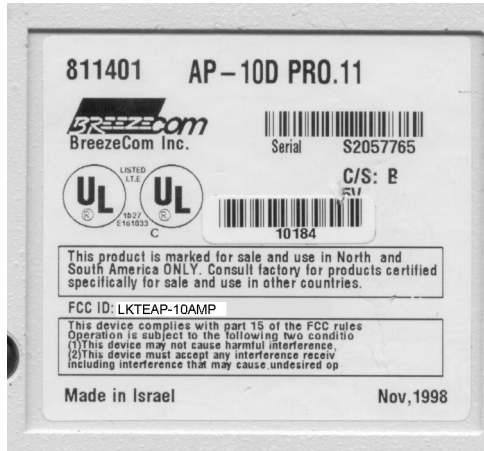 811401 AP-10D PRO.11
BREEZECOM
BreezeCom Inc.
Serial S2057765
LISTED
I.T.E
UL UL
® ®
1D27
E161033
C
C/S: B
5V
10184
This product is marked for sale and use in North and
South America ONLY. Consult factory for products certified
specifically for sale and use in other countries.
FCC ID: LKTEAP-10AMP
This device complies with part 15 of the FCC rules
Operation is subject to the following two conditio
(1)This device may not cause harmful interference,
(2)This device must accept any interference receiv
including interference that may cause undesired op
Made in Israel Nov,1998